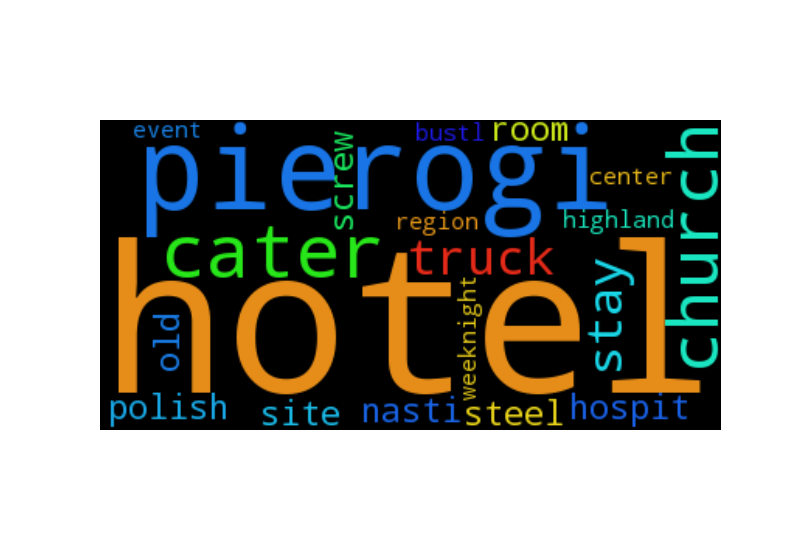 event
bustl
room
pierogi
screw
center
church
region
highland
cater
truck
hotel
stay
old
weeknight
polish
site
nasti
steel
hospit